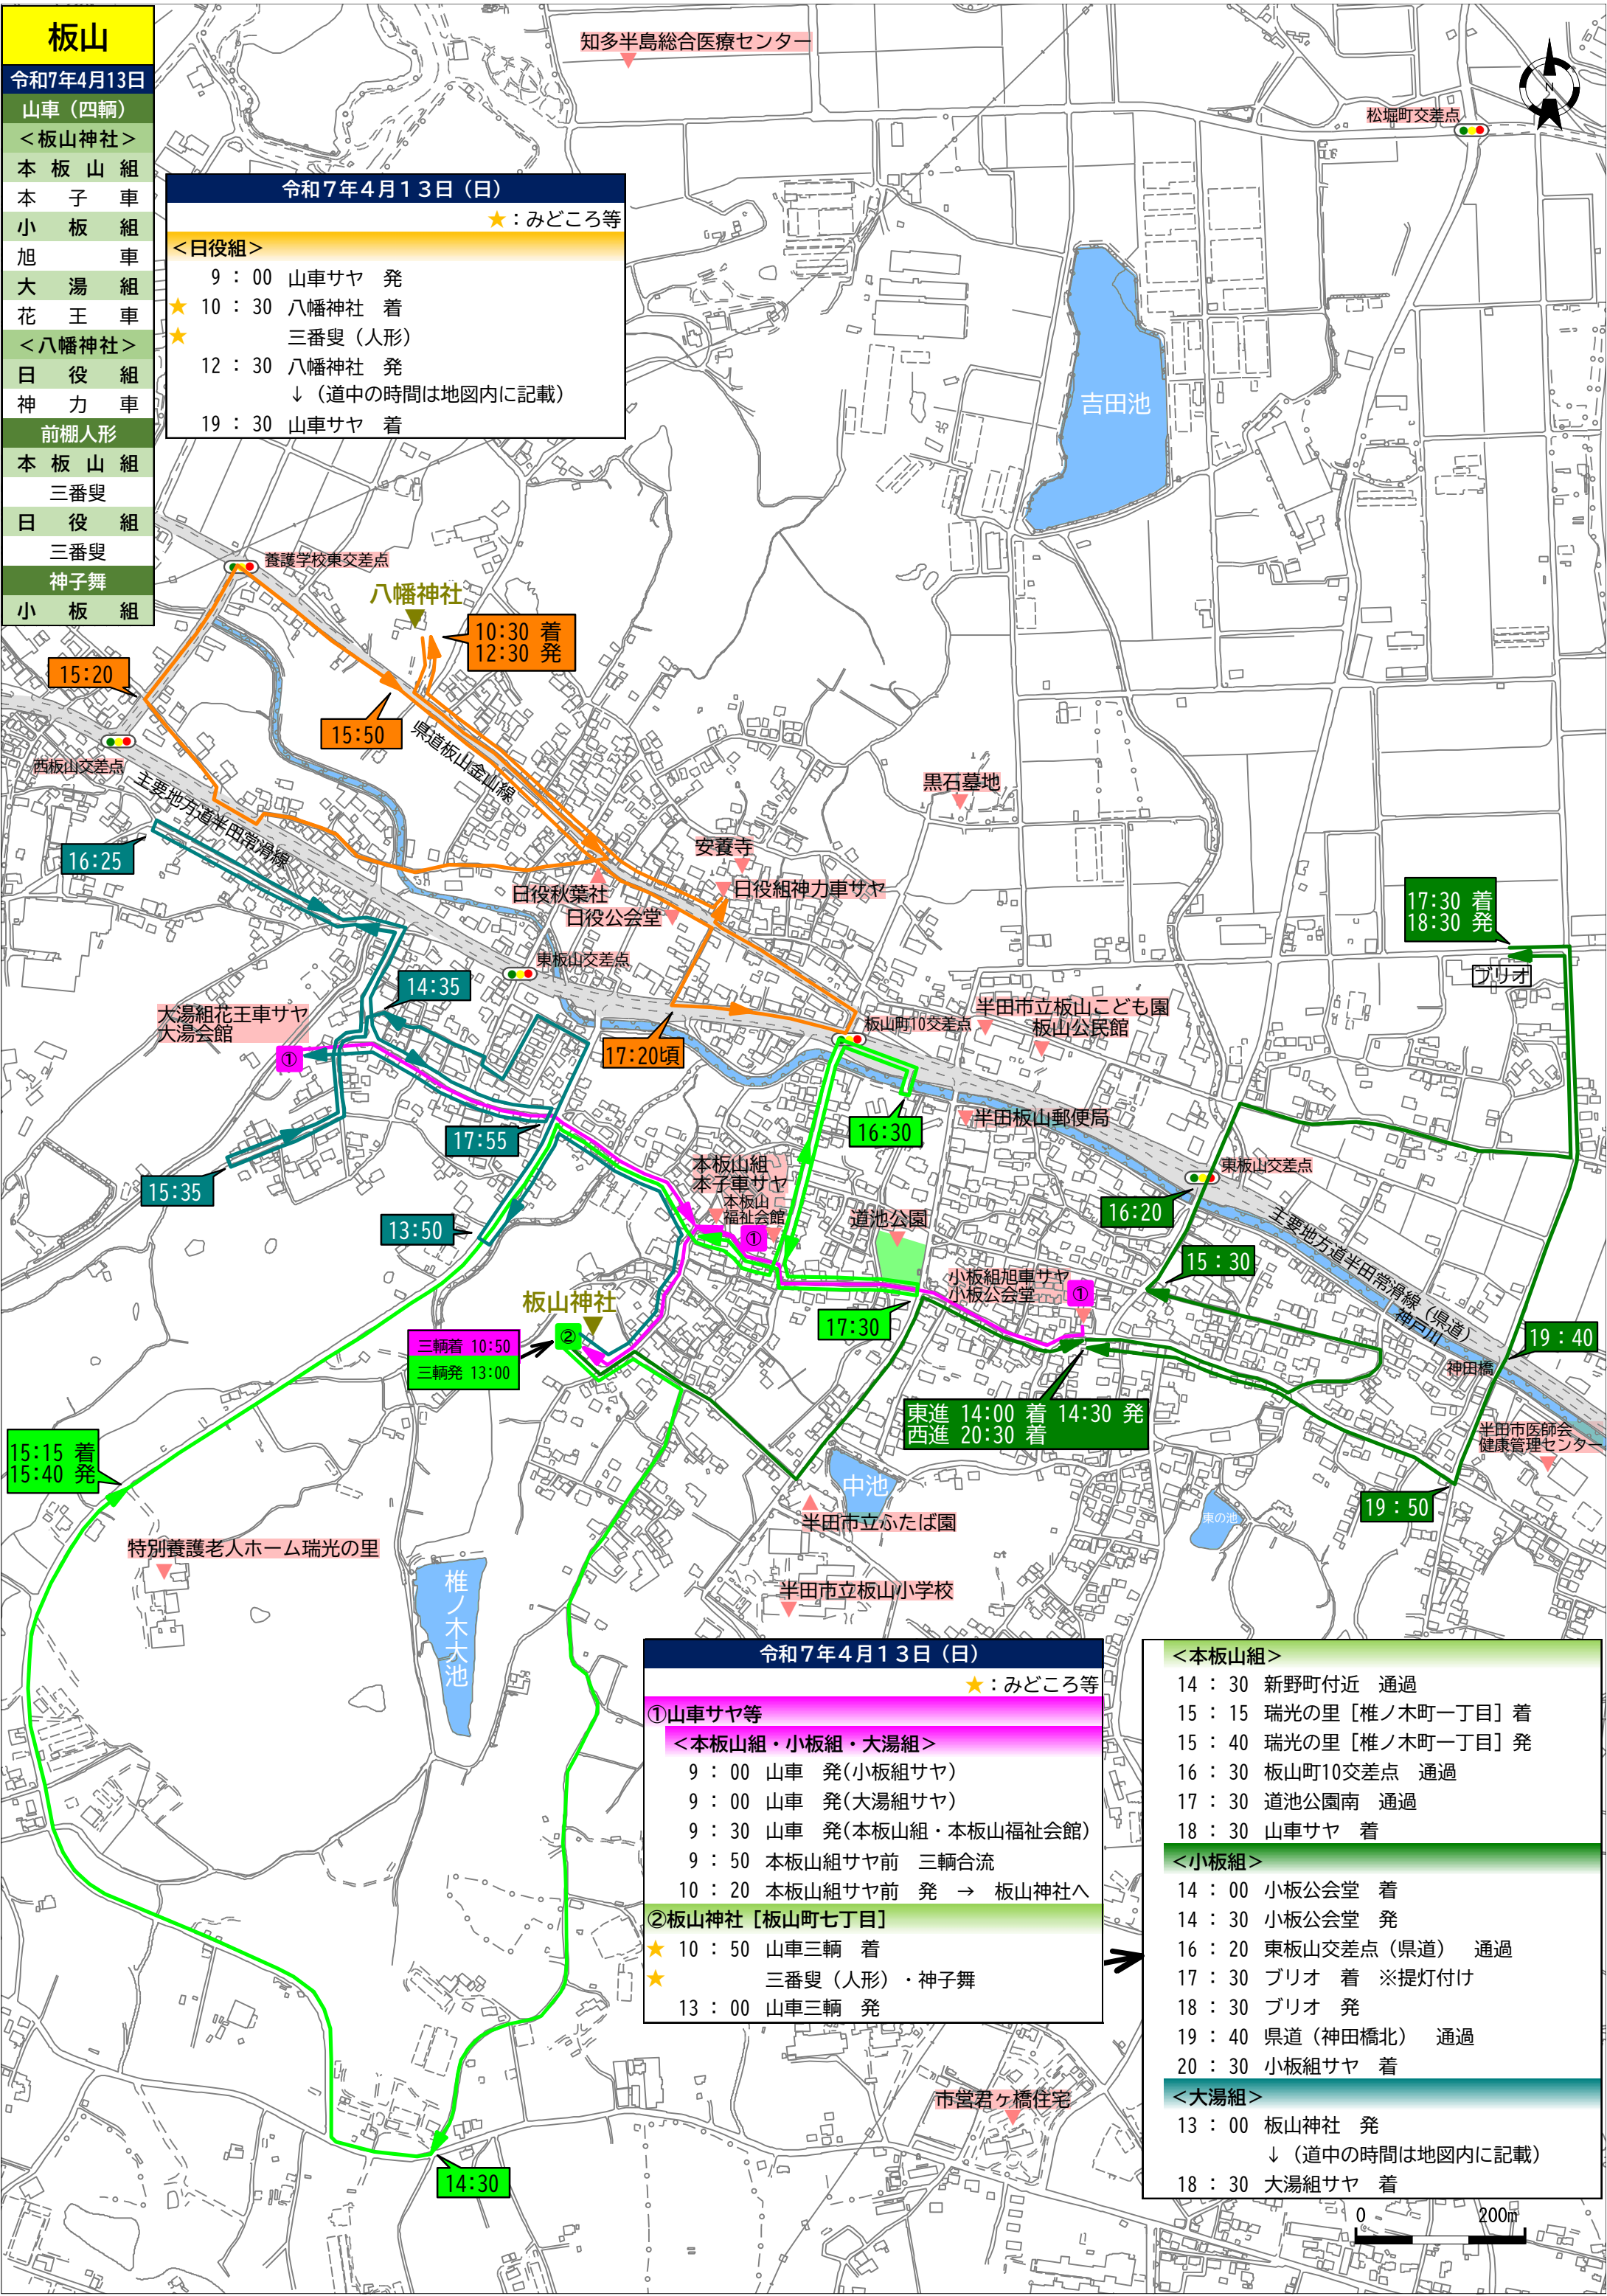 板山
令和7年4月13日
山車（四輌）
＜板山神社＞
本板山組
本子車
小板組
旭車
大湯組
花王車
＜八幡神社＞
日役組
神力車
前棚人形
本板山組
三番叟
日役組
三番叟
神子舞
小板組
知多半島総合医療センター
松堀町交差点
N
令和７年４月１３日（日）
★：みどころ等
＜日役組＞
9：00 山車サヤ 発
★ 10：30 八幡神社 着
★ 三番叟（人形）
12：30 八幡神社 発
↓（道中の時間は地図内に記載）
19：30 山車サヤ 着
吉田池
養護学校東交差点
八幡神社
10:30 着
12:30 発
15:20
15:50
県道板山金山線
西板山交差点
主要地方道半田常滑線
16:25
黒石墓地
安養寺
日役秋葉社
日役組神力車サヤ
日役公会堂
東板山交差点
17:30 着
18:30 発
ブリオ
14:35
大湯組花王車サヤ
大湯会館
①
17:20頃
板山町10交差点
半田市立板山こども園
板山公民館
16:30
半田板山郵便局
17:55
15:35
13:50
本板山組
本子車サヤ
本板山
福祉会館
①
道池公園
東板山交差点
16:20
主要地方道半田常滑線（県道）
神戸川
15：30
小板組旭車サヤ
小板公会堂
①
板山神社
②
三輌着 10:50
三輌発 13:00
17:30
19：40
神田橋
東進 14:00 着 14:30 発
西進 20:30 着
半田市医師会
健康管理センター
15:15 着
15:40 発
中池
半田市立ふたば園
東の池
19：50
特別養護老人ホーム瑞光の里
椎ノ木大池
半田市立板山小学校
令和７年４月１３日（日）
★：みどころ等
①山車サヤ等
＜本板山組・小板組・大湯組＞
9：00 山車 発(小板組サヤ)
9：00 山車 発(大湯組サヤ)
9：30 山車 発(本板山組・本板山福祉会館)
9：50 本板山組サヤ前 三輌合流
10：20 本板山組サヤ前 発 → 板山神社へ
②板山神社［板山町七丁目］
★ 10：50 山車三輌 着
★ 三番叟（人形）・神子舞
13：00 山車三輌 発
＜本板山組＞
14：30 新野町付近 通過
15：15 瑞光の里［椎ノ木町一丁目］着
15：40 瑞光の里［椎ノ木町一丁目］発
16：30 板山町10交差点 通過
17：30 道池公園南 通過
18：30 山車サヤ 着
＜小板組＞
14：00 小板公会堂 着
14：30 小板公会堂 発
16：20 東板山交差点（県道） 通過
17：30 ブリオ 着 ※提灯付け
18：30 ブリオ 発
19：40 県道（神田橋北） 通過
20：30 小板組サヤ 着
＜大湯組＞
13：00 板山神社 発
↓（道中の時間は地図内に記載）
18：30 大湯組サヤ 着
市営君ヶ橋住宅
14:30
0 200m